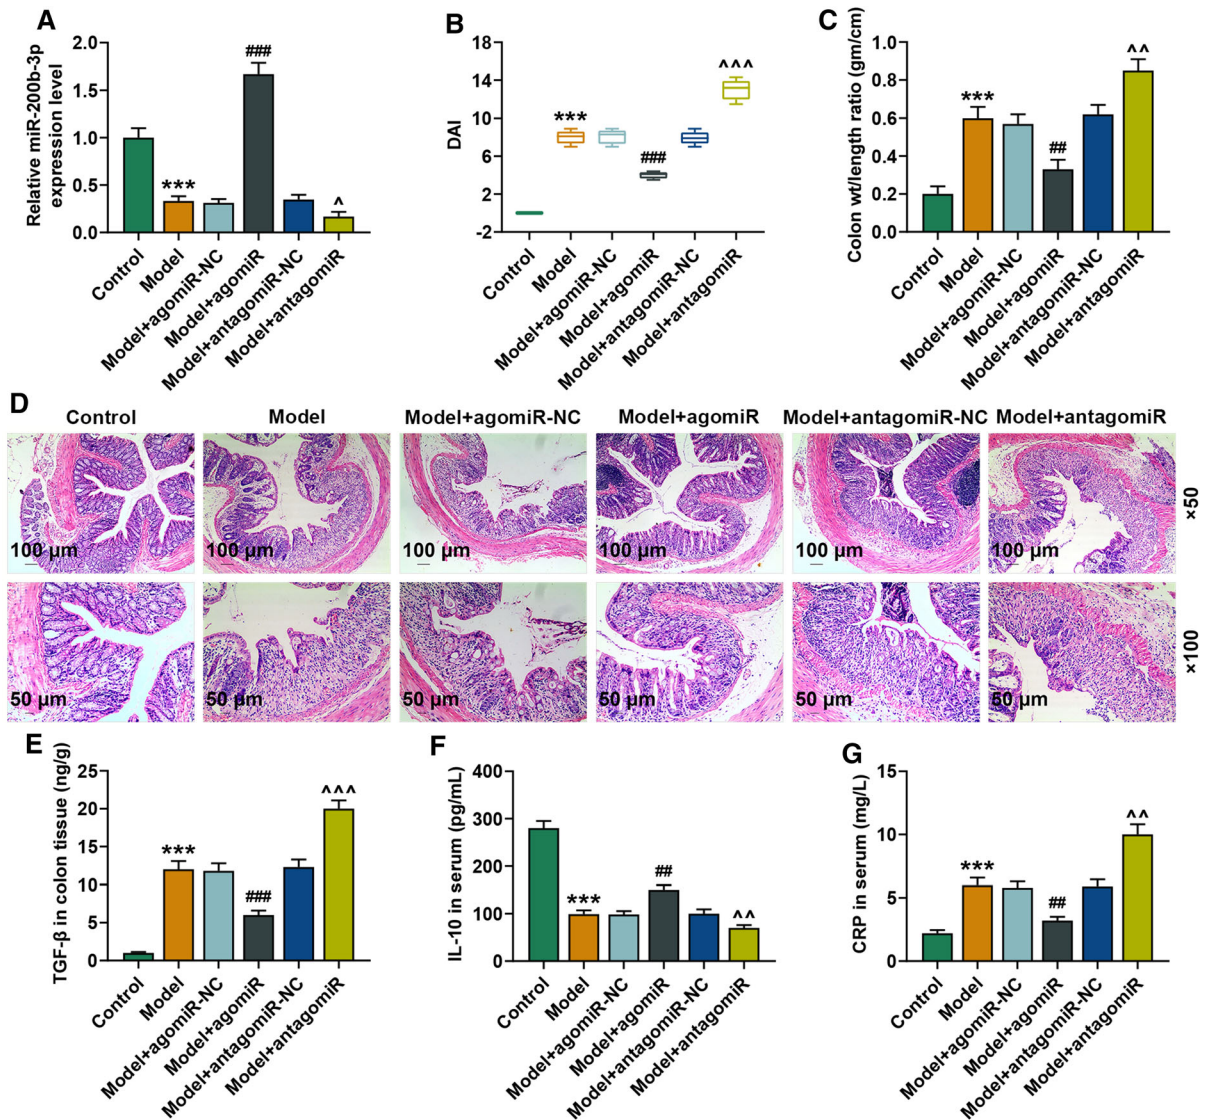 A
Relative miR-200b-3p
expression level
2.0
1.5
1.0
0.5
0.0
***
###
^
Control
Model
Model+agomiR-NC
Model+agomiR
Model+antagomiR-NC
Model+antagomiR
B
DAI
18
14
10
6
2
-2
***
###
^^^
Control
Model
Model+agomiR-NC
Model+agomiR
Model+antagomiR-NC
Model+antagomiR
C
Colon wt/length ratio (gm/cm)
1.0
0.8
0.6
0.4
0.2
0.0
***
##
^^
Control
Model
Model+agomiR-NC
Model+agomiR
Model+antagomiR-NC
Model+antagomiR
D
Control Model Model+agomiR-NC Model+agomiR Model+antagomiR-NC Model+antagomiR
100 μm 100 μm 100 μm 100 μm 100 μm 100 μm
×50
50 μm 50 μm 50 μm 50 μm 50 μm 50 μm
×100
E
TGF-β in colon tissue (ng/g)
25
20
15
10
5
0
***
###
^^^
Control
Model
Model+agomiR-NC
Model+agomiR
Model+antagomiR-NC
Model+antagomiR
F
IL-10 in serum (pg/mL)
400
300
200
100
0
***
##
^^
Control
Model
Model+agomiR-NC
Model+agomiR
Model+antagomiR-NC
Model+antagomiR
G
CRP in serum (mg/L)
15
10
5
0
***
##
^^
Control
Model
Model+agomiR-NC
Model+agomiR
Model+antagomiR-NC
Model+antagomiR